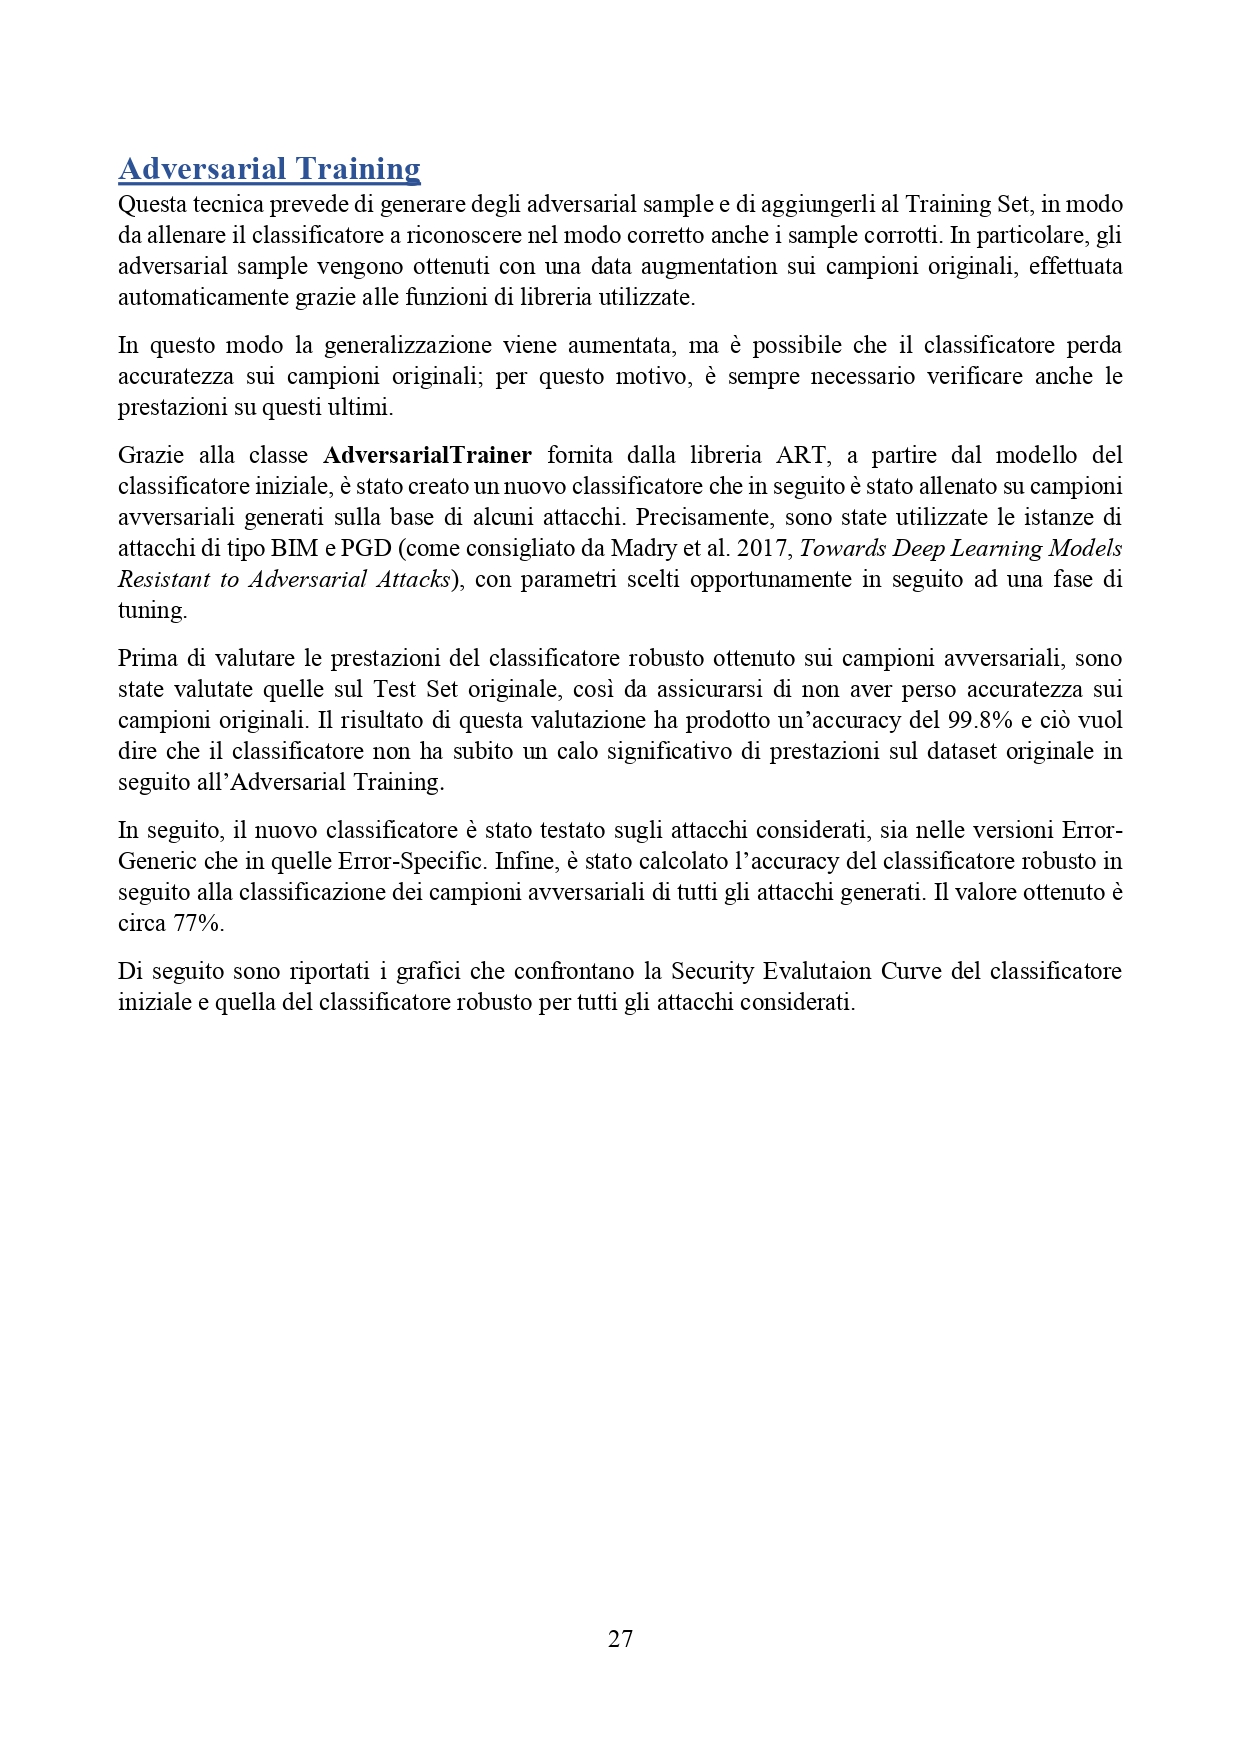 Adversarial Training
Questa tecnica prevede di generare degli adversarial sample e di aggiungerli al Training Set, in modo
da allenare il classificatore a riconoscere nel modo corretto anche i sample corrotti. In particolare, gli
adversarial sample vengono ottenuti con una data augmentation sui campioni originali, effettuata
automaticamente grazie alle funzioni di libreria utilizzate.
In questo modo la generalizzazione viene aumentata, ma è possibile che il classificatore perda
accuratezza sui campioni originali; per questo motivo, è sempre necessario verificare anche le
prestazioni su questi ultimi.
Grazie alla classe AdversarialTrainer fornita dalla libreria ART, a partire dal modello del
classificatore iniziale, è stato creato un nuovo classificatore che in seguito è stato allenato su campioni
avversariali generati sulla base di alcuni attacchi. Precisamente, sono state utilizzate le istanze di
attacchi di tipo BIM e PGD (come consigliato da Madry et al. 2017, Towards Deep Learning Models
Resistant to Adversarial Attacks), con parametri scelti opportunamente in seguito ad una fase di
tuning.
Prima di valutare le prestazioni del classificatore robusto ottenuto sui campioni avversariali, sono
state valutate quelle sul Test Set originale, così da assicurarsi di non aver perso accuratezza sui
campioni originali. Il risultato di questa valutazione ha prodotto un’accuracy del 99.8% e ciò vuol
dire che il classificatore non ha subito un calo significativo di prestazioni sul dataset originale in
seguito all’Adversarial Training.
In seguito, il nuovo classificatore è stato testato sugli attacchi considerati, sia nelle versioni Error-
Generic che in quelle Error-Specific. Infine, è stato calcolato l’accuracy del classificatore robusto in
seguito alla classificazione dei campioni avversariali di tutti gli attacchi generati. Il valore ottenuto è
circa 77%.
Di seguito sono riportati i grafici che confrontano la Security Evalutaion Curve del classificatore
iniziale e quella del classificatore robusto per tutti gli attacchi considerati.
27